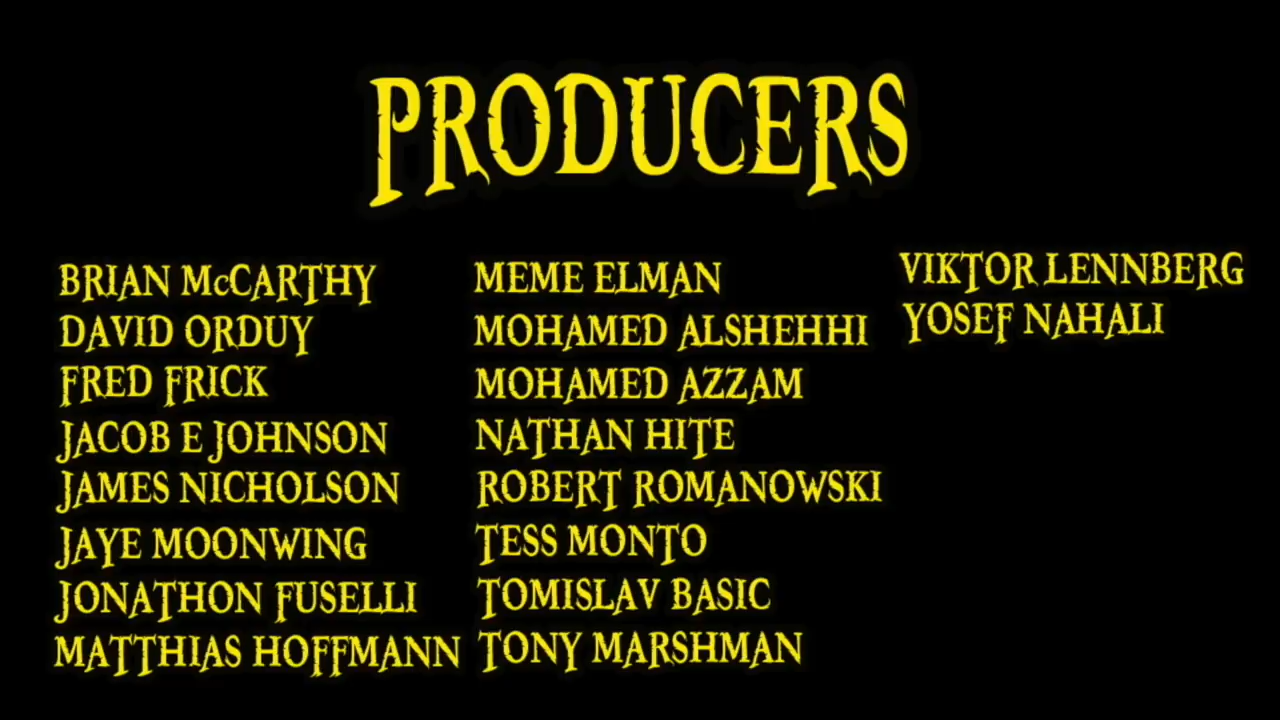 PRODUCERS
BRIAN McCARTHY
DAVID ORDUY
FRED FRICK
JACOB E JOHNSON
JAMES NICHOLSON
JAYE MOONWING
JONATHON FUSELLI
MATTHIAS HOFFMANN
MEME ELMAN
MOHAMED ALSHEHHI
MOHAMED AZZAM
NATHAN HITE
ROBERT ROMANOWSKI
TESS MONTO
TOMISLAV BASIC
TONY MARSHMAN
VIKTOR LENNBERG
YOSEF NAHALI